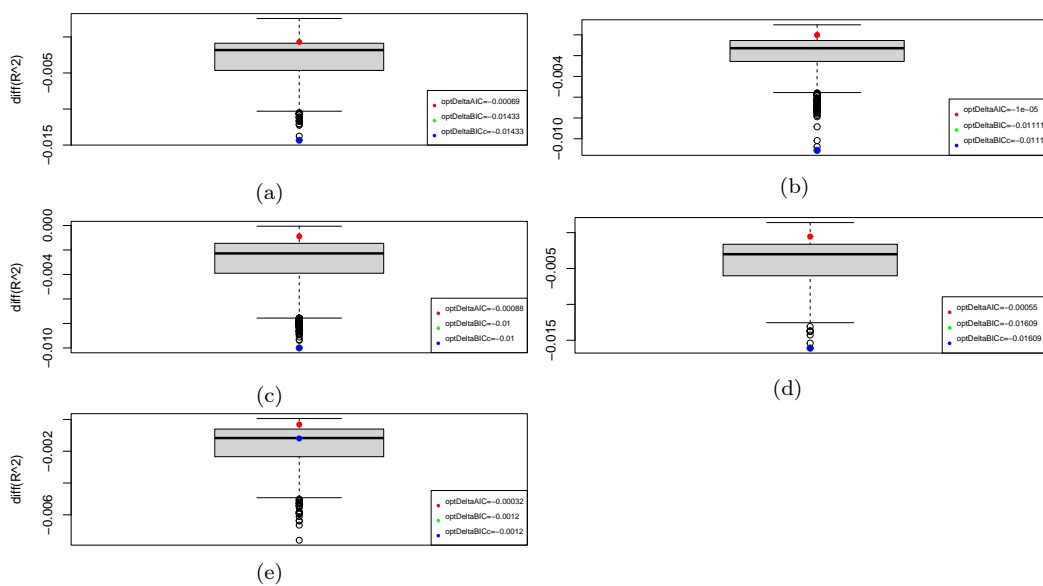 diff(R^2)
−0.005
−0.015
optDeltaAIC=−0.00069
optDeltaBIC=−0.01433
optDeltaBICc=−0.01433
(a)
−0.004
−0.010
optDeltaAIC=−1e−05
optDeltaBIC=−0.01111
optDeltaBICc=−0.0111
(b)
diff(R^2)
0.000
−0.004
−0.010
optDeltaAIC=−0.00088
optDeltaBIC=−0.01
optDeltaBICc=−0.01
(c)
−0.005
−0.015
optDeltaAIC=−0.00055
optDeltaBIC=−0.01609
optDeltaBICc=−0.01609
(d)
diff(R^2)
−0.002
−0.006
optDeltaAIC=−0.00032
optDeltaBIC=−0.0012
optDeltaBICc=−0.0012
(e)